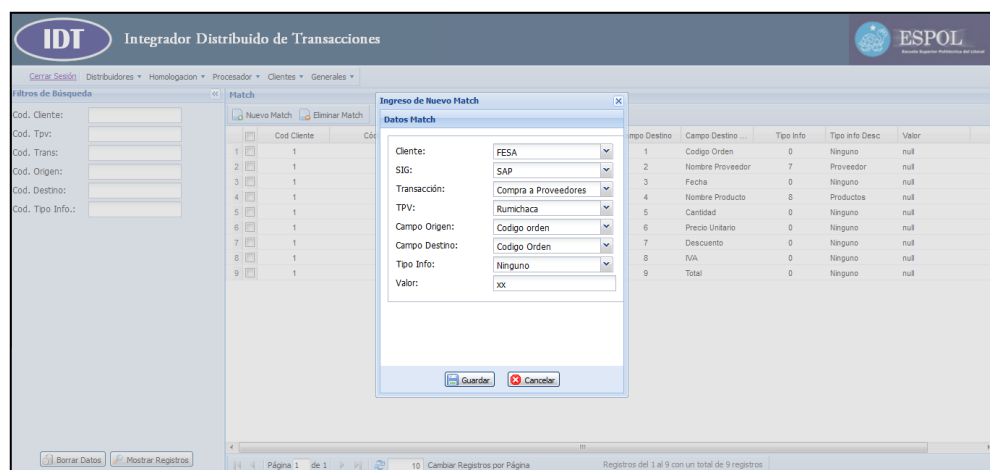 IDT Integrador Distribuido de Transacciones
ESPOL
Escuela Superior Politécnica del Litoral
Cerrar Sesión Distribuidores Homologacion Procesador Clientes Generales
Filtros de Búsqueda
Cod. Cliente:
Cod. Tpv:
Cod. Trans:
Cod. Origen:
Cod. Destino:
Cod. Tipo Info.:
Borrar Datos Mostrar Registros
Match
Nuevo Match Eliminar Match
Cod Cliente Cód mpo Destino Campo Destino ... Tipo Info Tipo info Desc Valor
1 1 1 Codigo Orden 0 Ninguno null
2 1 2 Nombre Proveedor 7 Proveedor null
3 1 3 Fecha 0 Ninguno null
4 1 4 Nombre Producto 8 Productos null
5 1 5 Cantidad 0 Ninguno null
6 1 6 Precio Unitario 0 Ninguno null
7 1 7 Descuento 0 Ninguno null
8 1 8 IVA 0 Ninguno null
9 1 9 Total 0 Ninguno null
Ingreso de Nuevo Match
Datos Match
Cliente: FESA
SIG: SAP
Transacción: Compra a Proveedores
TPV: Rumichaca
Campo Origen: Codigo orden
Campo Destino: Codigo Orden
Tipo Info: Ninguno
Valor: xx
Guardar Cancelar
Página 1 de 1 10 Cambiar Registros por Página Registros del 1 al 9 con un total de 9 registros